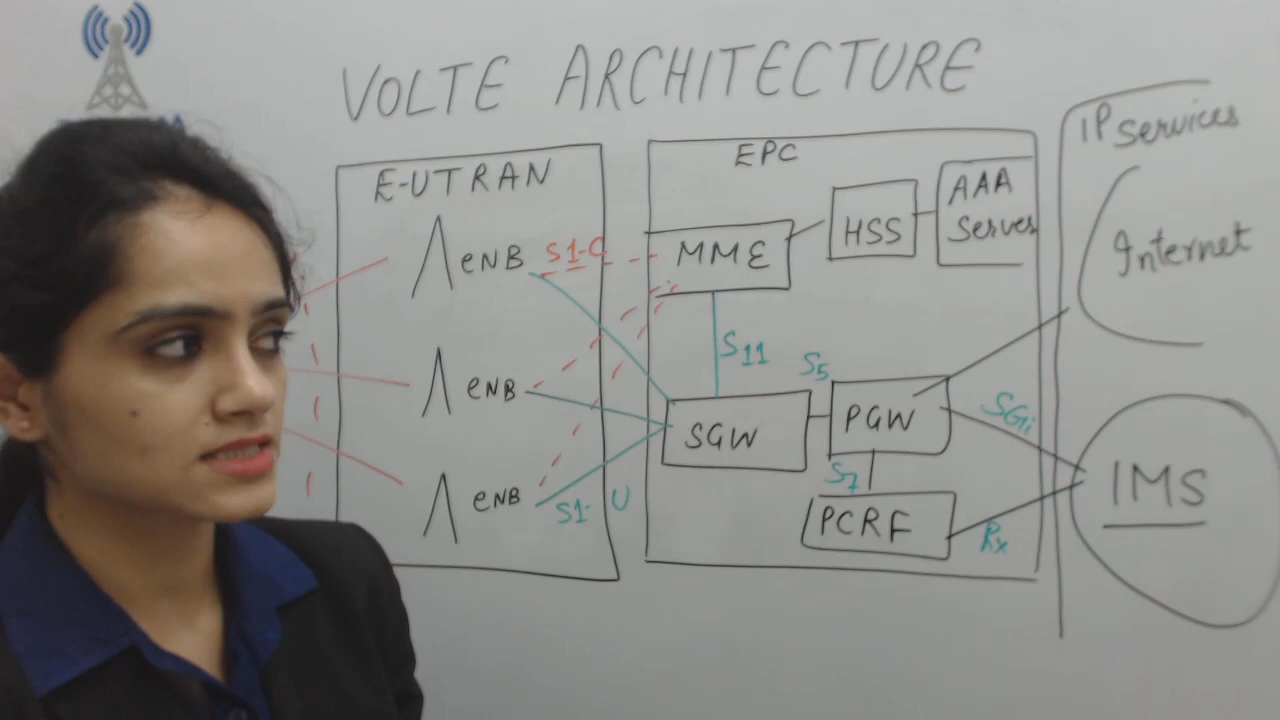 VOLTE ARCHITECTURE
E-UTRAN
eNB
S1-C
eNB
eNB
S1-U
EPC
MME
HSS
AAA
Server
S11
S5
SGW
PGW
S7
PCRF
SGi
Rx
IP Services
Internet
IMS